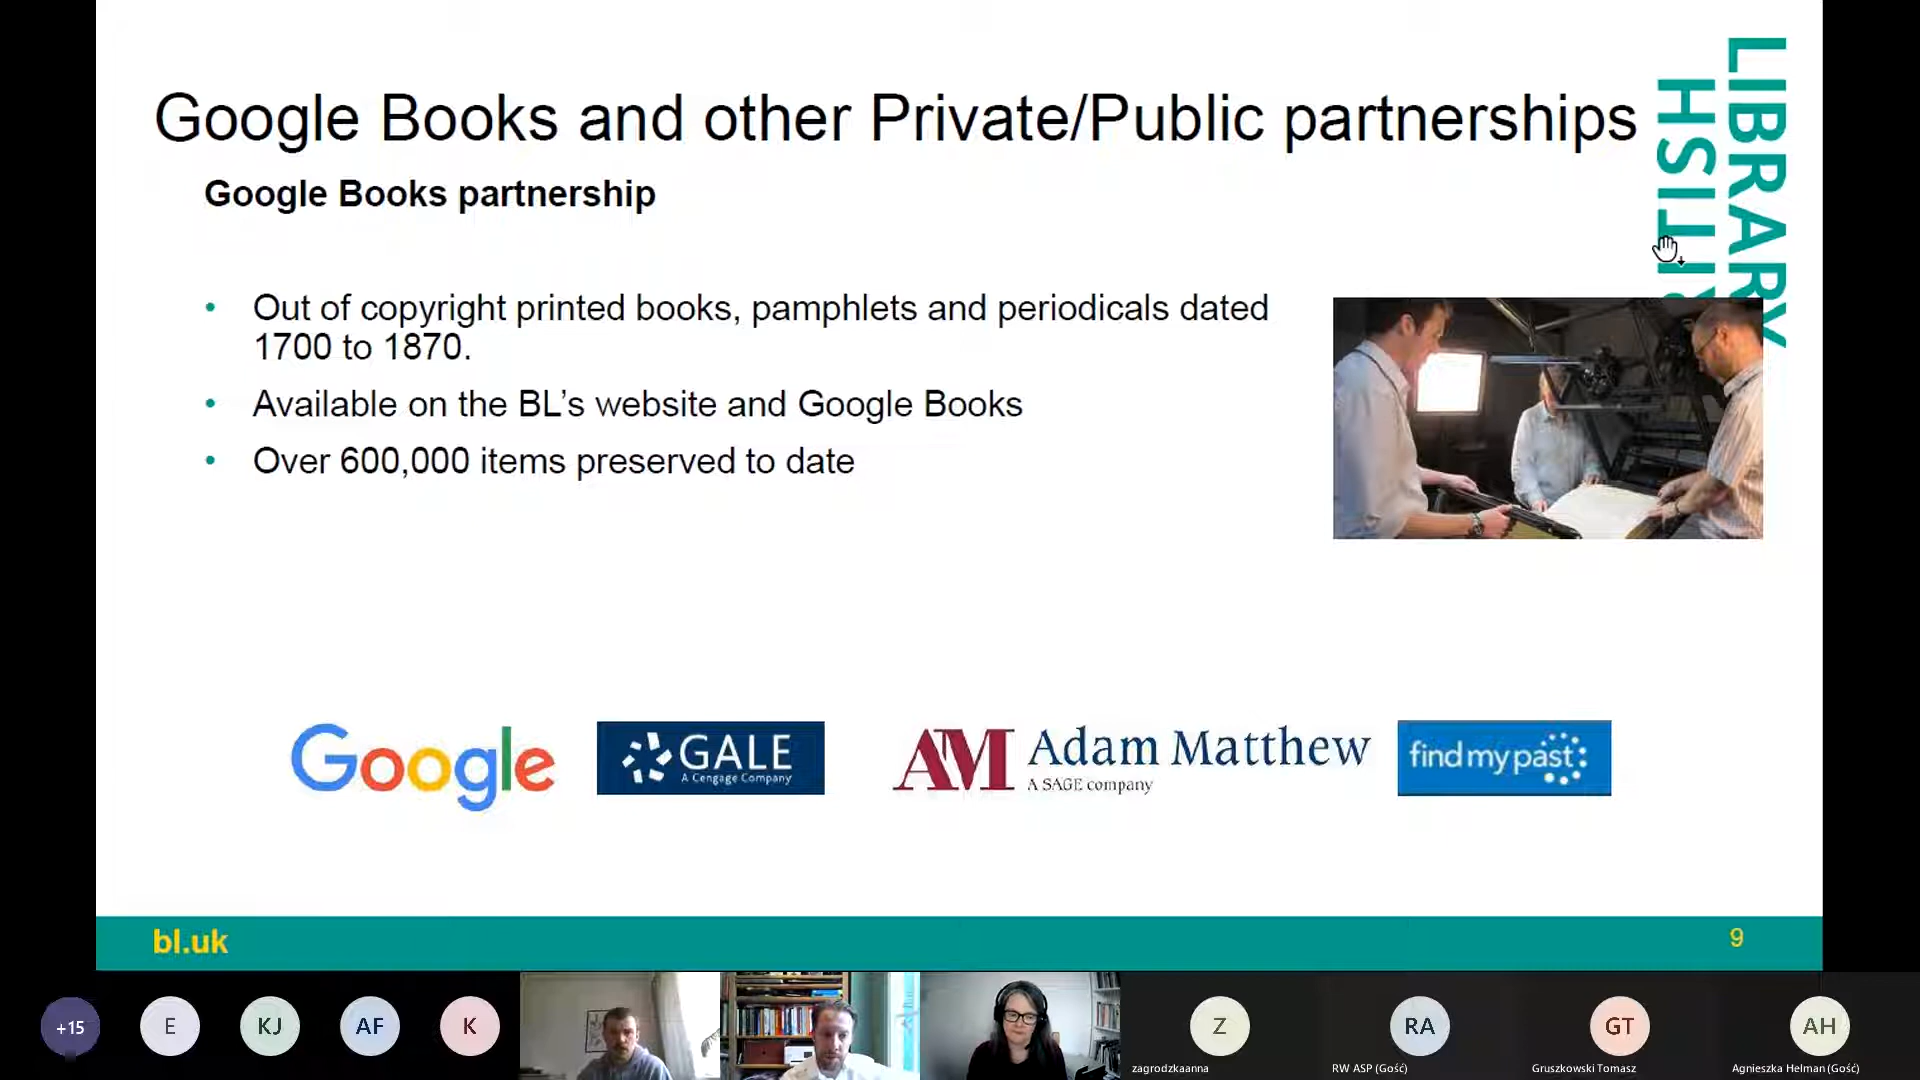 Google Books and other Private/Public partnerships
LIBRARY
BRITISH
Google Books partnership
• Out of copyright printed books, pamphlets and periodicals dated
1700 to 1870.
• Available on the BL’s website and Google Books
• Over 600,000 items preserved to date
Google
GALE
A Cengage Company
AM Adam Matthew
A SAGE company
findmypast
bl.uk
9
+15
E
KJ
AF
K
Z
RA
GT
AH
zagrodzkaanna
RW ASP (Gość)
Gruszkowski Tomasz
Agnieszka Helman (Gość)